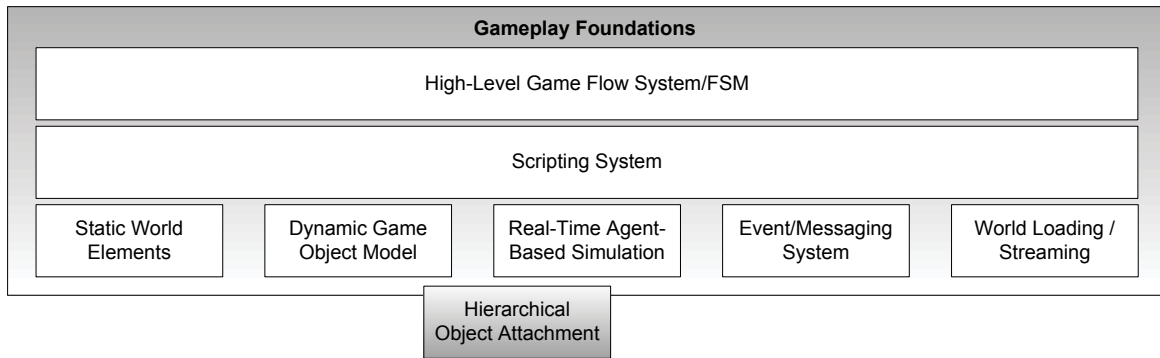 Gameplay Foundations
High-Level Game Flow System/FSM
Scripting System
Static World
Elements
Dynamic Game
Object Model
Real-Time Agent-
Based Simulation
Event/Messaging
System
World Loading /
Streaming
Hierarchical
Object Attachment